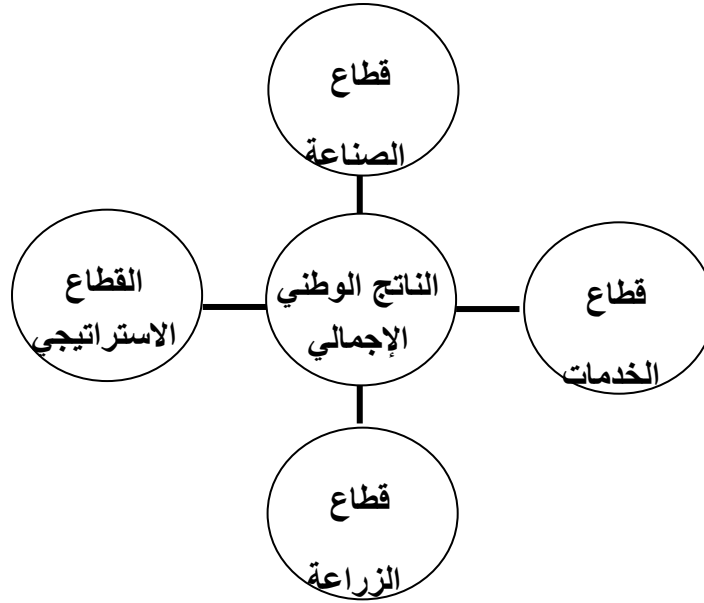 قطاع
الصناعة
القطاع
الاستراتيجي
الناتج الوطني
الإجمالي
قطاع
الخدمات
قطاع
الزراعة